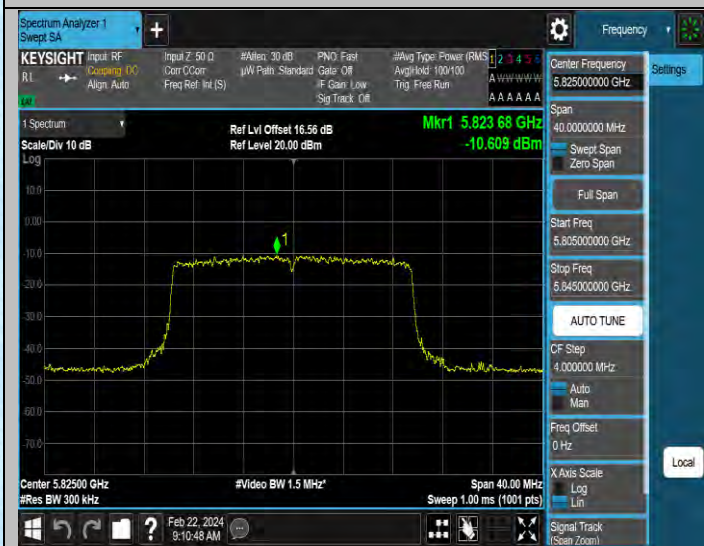 Spectrum Analyzer 1
Swept SA
Frequency
KEYSIGHT
RL
Input: RF
Coupling: DC
Align: Auto
Input Z: 50 Ω
Corr CCorr
Freq Ref: Int (S)
#Atten: 30 dB
µW Path: Standard
PNO: Fast
Gate: Off
IF Gain: Low
Sig Track: Off
#Avg Type: Power (RMS
Avg|Hold: 100/100
Trig: Free Run
1 2 3 4 5 6
A W W W W W
A A A A A A
1 Spectrum
Scale/Div 10 dB
Log
Ref Lvl Offset 16.56 dB
Ref Level 20.00 dBm
Mkr1 5.823 68 GHz
-10.609 dBm
10.0
0.00
-10.0
-20.0
-30.0
-40.0
-50.0
-60.0
-70.0
1
Center 5.82500 GHz
#Res BW 300 kHz
#Video BW 1.5 MHz*
Span 40.00 MHz
Sweep 1.00 ms (1001 pts)
Center Frequency
5.825000000 GHz
Settings
Span
40.0000000 MHz
Swept Span
Zero Span
Full Span
Start Freq
5.805000000 GHz
Stop Freq
5.845000000 GHz
AUTO TUNE
CF Step
4.000000 MHz
Auto
Man
Freq Offset
0 Hz
X Axis Scale
Log
Lin
Local
Signal Track
(Span Zoom)
Feb 22, 2024
9:10:48 AM